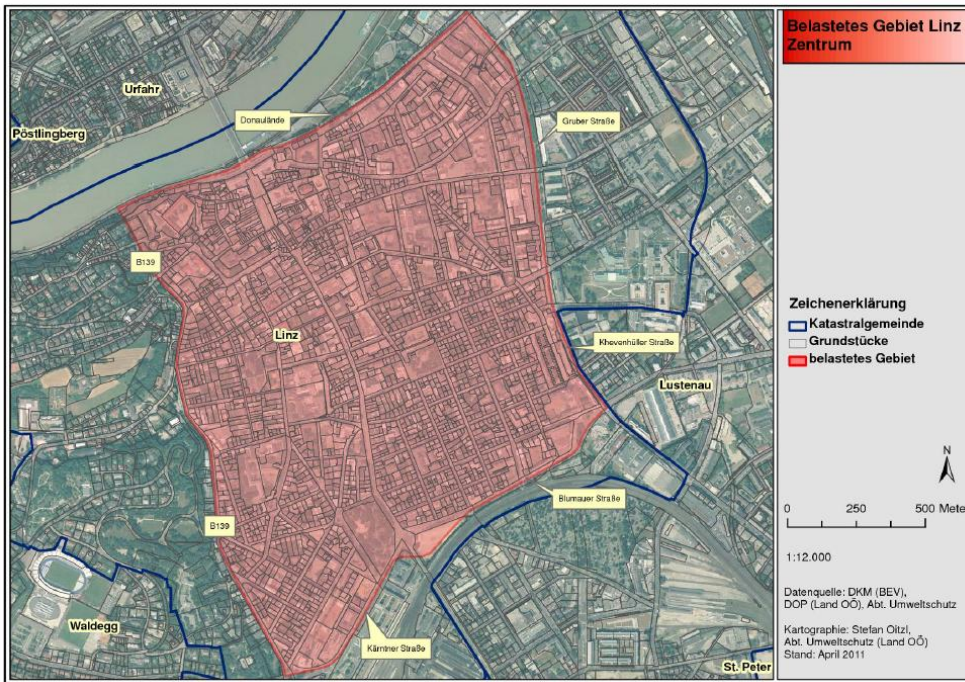 Belastetes Gebiet Linz
Zentrum
Urfahr
Pöstlingberg
Donaulände
Gruber Straße
B139
Linz
Khevenhüller Straße
Lustenau
Blumauer Straße
B139
Waldegg
Kärntner Straße
St. Peter
Zeichenerklärung
Katastralgemeinde
Grundstücke
belastetes Gebiet
N
0 250 500 Mete
1:12.000
Datenquelle: DKM (BEV),
DOP (Land OÖ), Abt. Umweltschutz
Kartographie: Stefan Oitzl,
Abt. Umweltschutz (Land OÖ)
Stand: April 2011